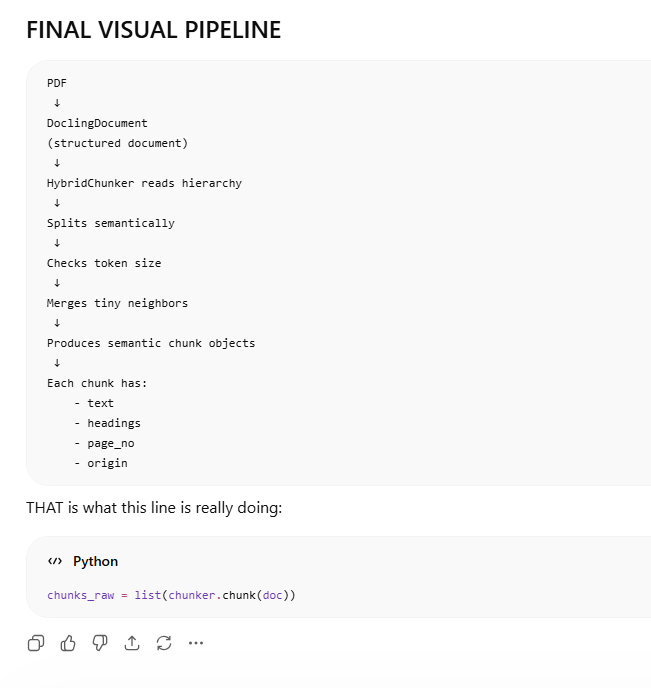 FINAL VISUAL PIPELINE
PDF
↓
DoclingDocument
(structured document)
↓
HybridChunker reads hierarchy
↓
Splits semantically
↓
Checks token size
↓
Merges tiny neighbors
↓
Produces semantic chunk objects
↓
Each chunk has:
- text
- headings
- page_no
- origin
THAT is what this line is really doing:
</> Python
chunks_raw = list(chunker.chunk(doc))